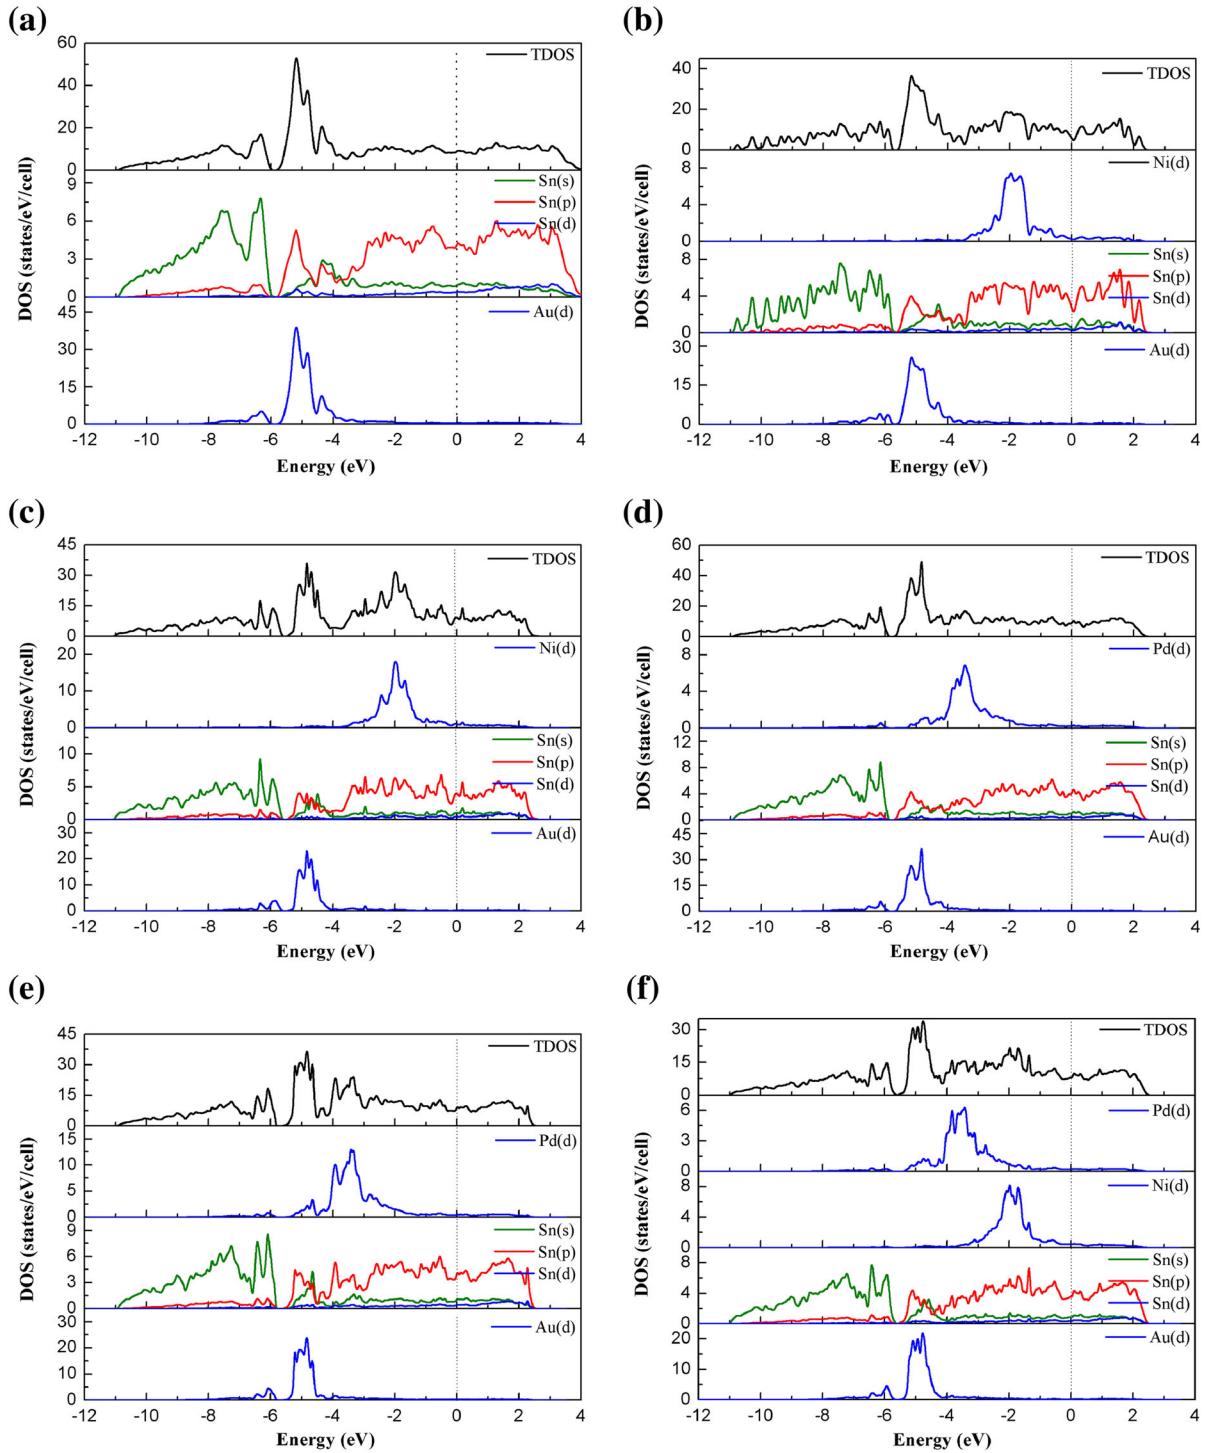 (a)
60
40
20
0
TDOS
9
6
3
0
Sn(s)
Sn(p)
Sn(d)
45
30
15
0
Au(d)
-12 -10 -8 -6 -4 -2 0 2 4
Energy (eV)
DOS (states/eV/cell)
(b)
40
20
0
TDOS
8
4
0
Ni(d)
8
4
0
Sn(s)
Sn(p)
Sn(d)
30
15
0
Au(d)
-12 -10 -8 -6 -4 -2 0 2 4
Energy (eV)
DOS (states/eV/cell)
(c)
45
30
15
0
TDOS
20
10
0
Ni(d)
10
5
0
Sn(s)
Sn(p)
Sn(d)
30
20
10
0
Au(d)
-12 -10 -8 -6 -4 -2 0 2 4
Energy (eV)
DOS (states/eV/cell)
(d)
60
40
20
0
TDOS
8
4
0
Pd(d)
12
8
4
0
Sn(s)
Sn(p)
Sn(d)
45
30
15
0
Au(d)
-12 -10 -8 -6 -4 -2 0 2 4
Energy (eV)
DOS (states/eV/cell)
(e)
45
30
15
0
TDOS
15
10
5
0
Pd(d)
9
6
3
0
Sn(s)
Sn(p)
Sn(d)
30
20
10
0
Au(d)
-12 -10 -8 -6 -4 -2 0 2 4
Energy (eV)
DOS (states/eV/cell)
(f)
30
15
0
TDOS
6
3
0
Pd(d)
8
4
0
Ni(d)
8
4
0
Sn(s)
Sn(p)
Sn(d)
20
10
0
Au(d)
-12 -10 -8 -6 -4 -2 0 2 4
Energy (eV)
DOS (states/eV/cell)